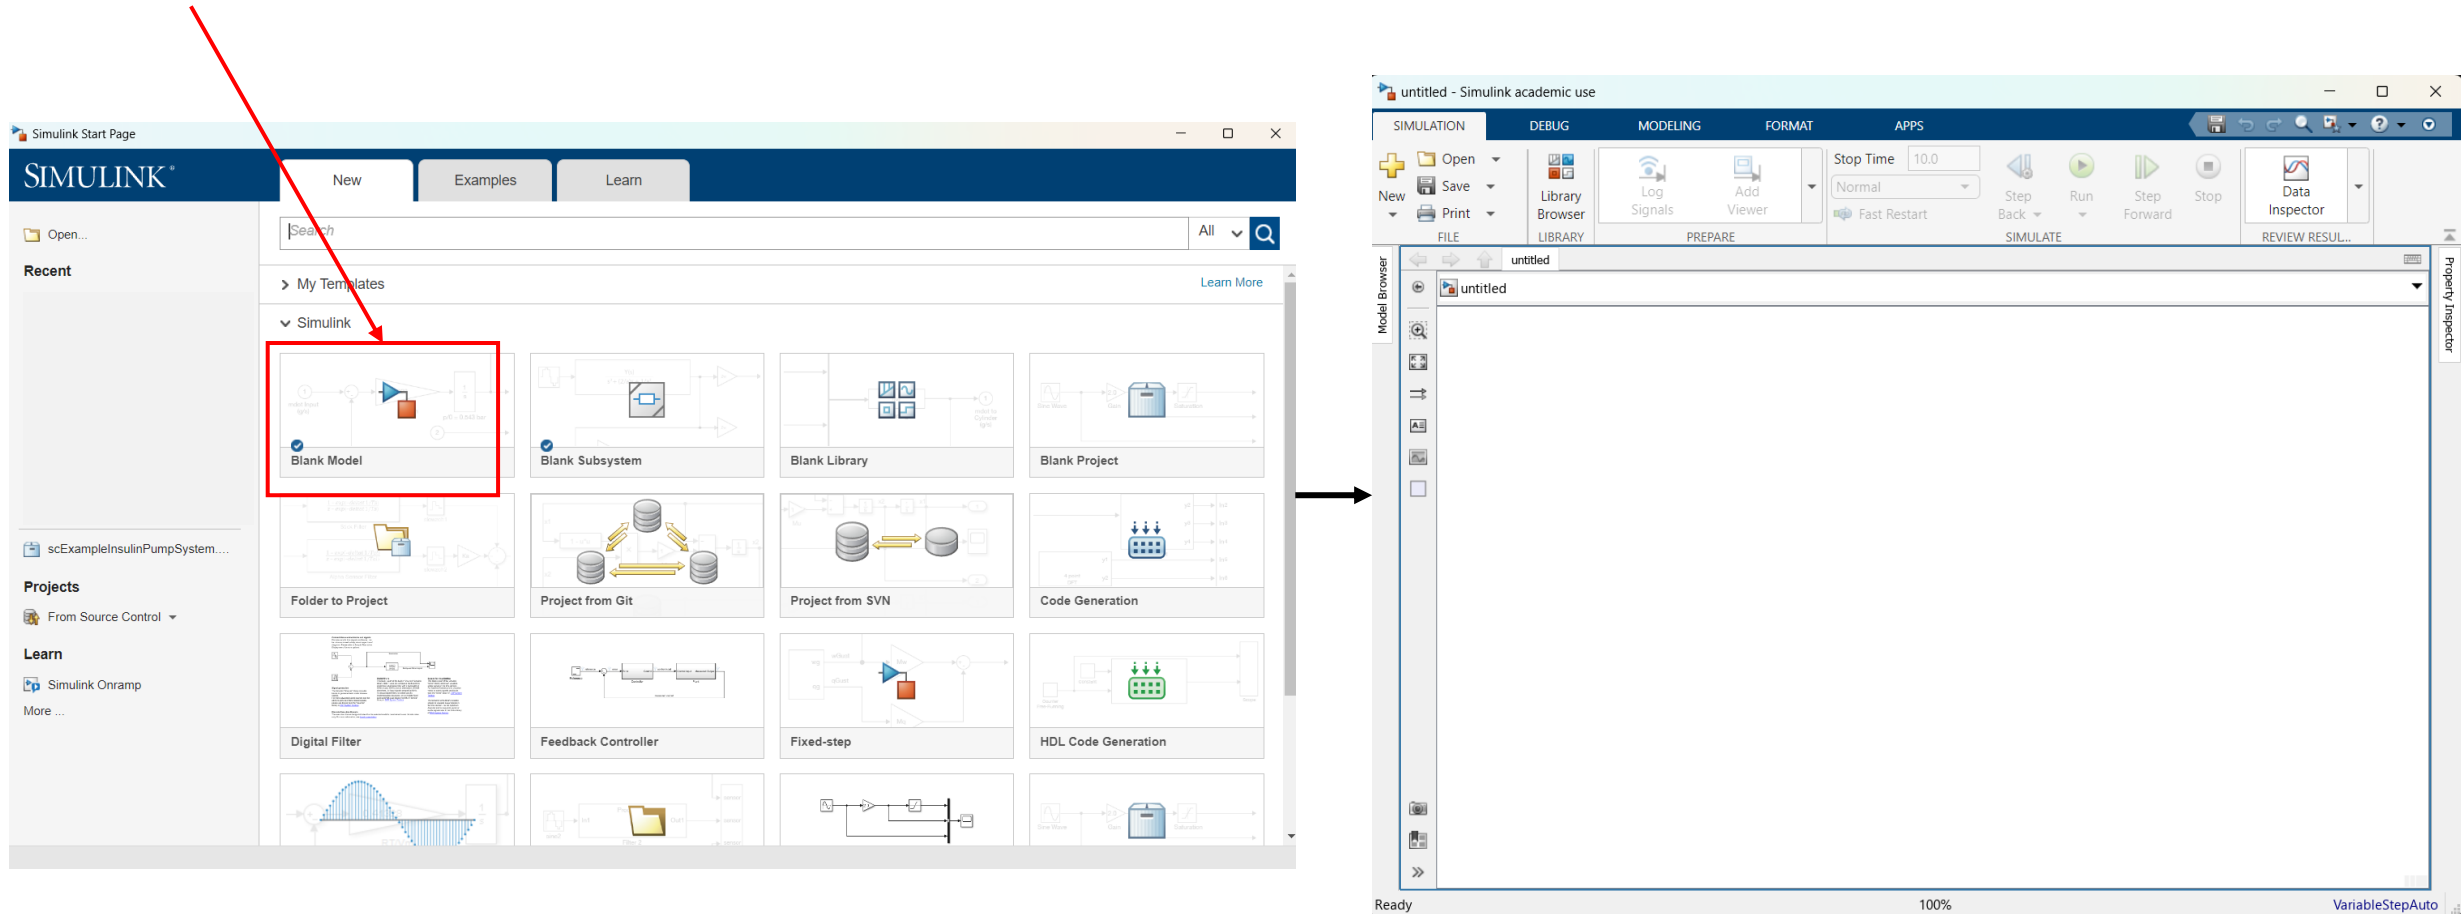 Simulink Start Page
SIMULINK®
New
Examples
Learn
Open...
Recent
scExampleInsulinPumpSystem....
Projects
From Source Control
Learn
Simulink Onramp
More ...
Search
All
My Templates
Learn More
Simulink
Blank Model
Blank Subsystem
Blank Library
Blank Project
Folder to Project
Project from Git
Project from SVN
Code Generation
Digital Filter
Feedback Controller
Fixed-step
HDL Code Generation
untitled - Simulink academic use
SIMULATION
DEBUG
MODELING
FORMAT
APPS
New
Open
Save
Print
FILE
Library
Browser
LIBRARY
Log
Signals
Add
Viewer
PREPARE
Stop Time
10.0
Normal
Fast Restart
Step
Back
Run
Step
Forward
Stop
SIMULATE
Data
Inspector
REVIEW RESUL...
Model Browser
untitled
untitled
Property Inspector
Ready
100%
VariableStepAuto